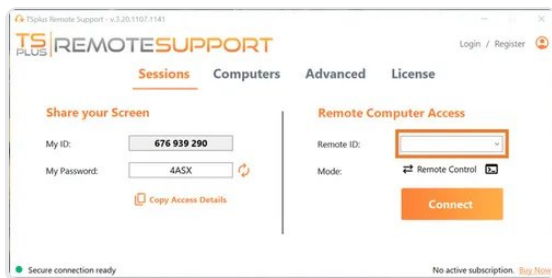 TSplus Remote Support - v.3.20.1107.1141
TS PLUS REMOTESUPPORT
Login / Register
Sessions Computers Advanced License
Share your Screen
My ID: 676 939 290
My Password: 4ASX
Copy Access Details
Remote Computer Access
Remote ID:
Mode: Remote Control
Connect
Secure connection ready
No active subscription. Buy Now